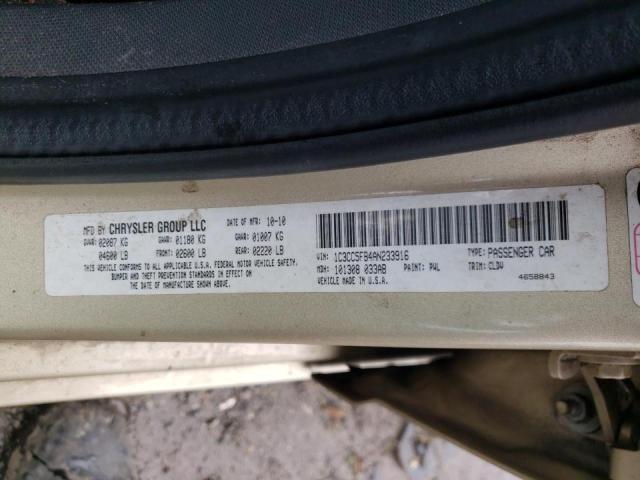 MFD BY CHRYSLER GROUP LLC DATE OF MFR: 10-10
GVWR: 02087 KG GAWR: 01180 KG GAWR: 01007 KG
04600 LB FRONT: 02600 LB REAR: 02220 LB
THIS VEHICLE CONFORMS TO ALL APPLICABLE U.S.A. FEDERAL MOTOR VEHICLE SAFETY,
BUMPER AND THEFT PREVENTION STANDARDS IN EFFECT ON
THE DATE OF MANUFACTURE SHOWN ABOVE.
VIN: 1C3CC5FB4AN233916 TYPE: PASSENGER CAR
MDH: 101308 033AB PAINT: PWL TRIM: CLDW
VEHICLE MADE IN U.S.A. 4658843